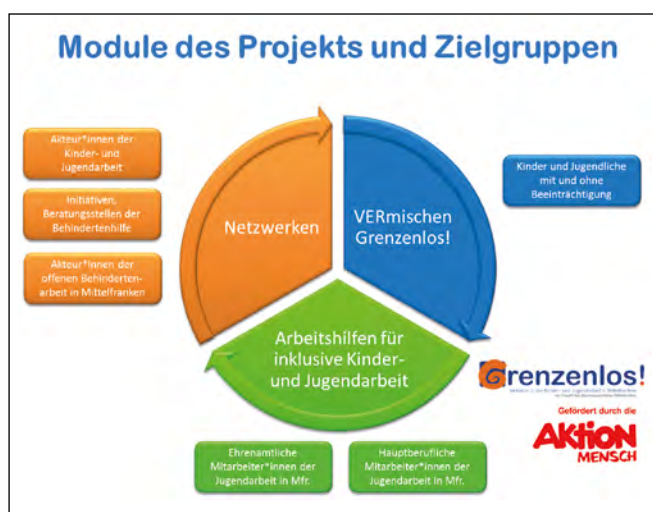 Module des Projekts und Zielgruppen
Akteur*innen der
Kinder- und
Jugendarbeit
Initiativen,
Beratungsstellen der
Behindertenhilfe
Akteur*innen der
offenen Behinderten-
arbeit in Mittelfranken
Netzwerken
VERmischen
Grenzenlos!
Kinder und Jugendliche
mit und ohne
Beeinträchtigung
Arbeitshilfen für
inklusive Kinder-
und Jugendarbeit
Ehrenamtliche
Mitarbeiter*innen der
Jugendarbeit in Mfr.
Hauptberufliche
Mitarbeiter*innen der
Jugendarbeit in Mfr.
Grenzenlos!
Gefördert durch die
AKTION
MENSCH